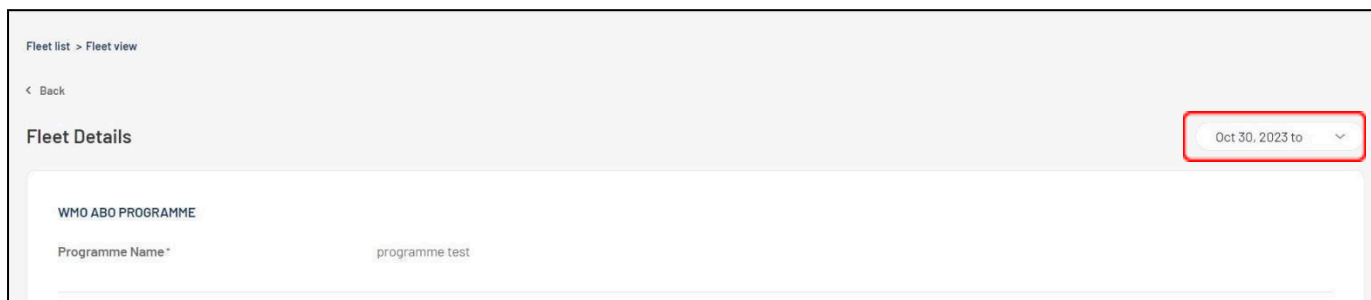 Fleet list > Fleet view
< Back
Fleet Details
Oct 30, 2023 to
WMO ABO PROGRAMME
Programme Name*
programme test